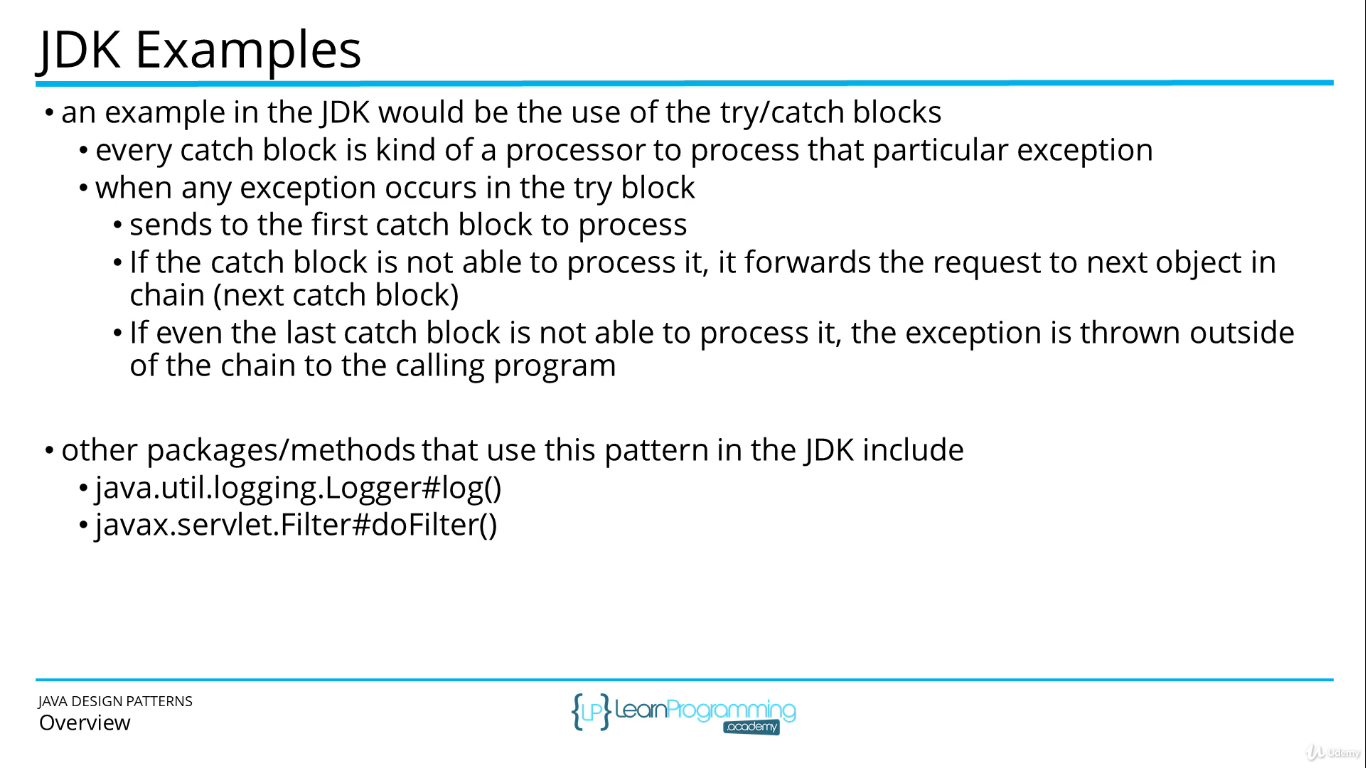 JDK Examples
• an example in the JDK would be the use of the try/catch blocks
• every catch block is kind of a processor to process that particular exception
• when any exception occurs in the try block
• sends to the first catch block to process
• If the catch block is not able to process it, it forwards the request to next object in
chain (next catch block)
• If even the last catch block is not able to process it, the exception is thrown outside
of the chain to the calling program
• other packages/methods that use this pattern in the JDK include
• java.util.logging.Logger#log()
• javax.servlet.Filter#doFilter()
JAVA DESIGN PATTERNS
Overview
{LP} LearnProgramming
.academy
Udemy